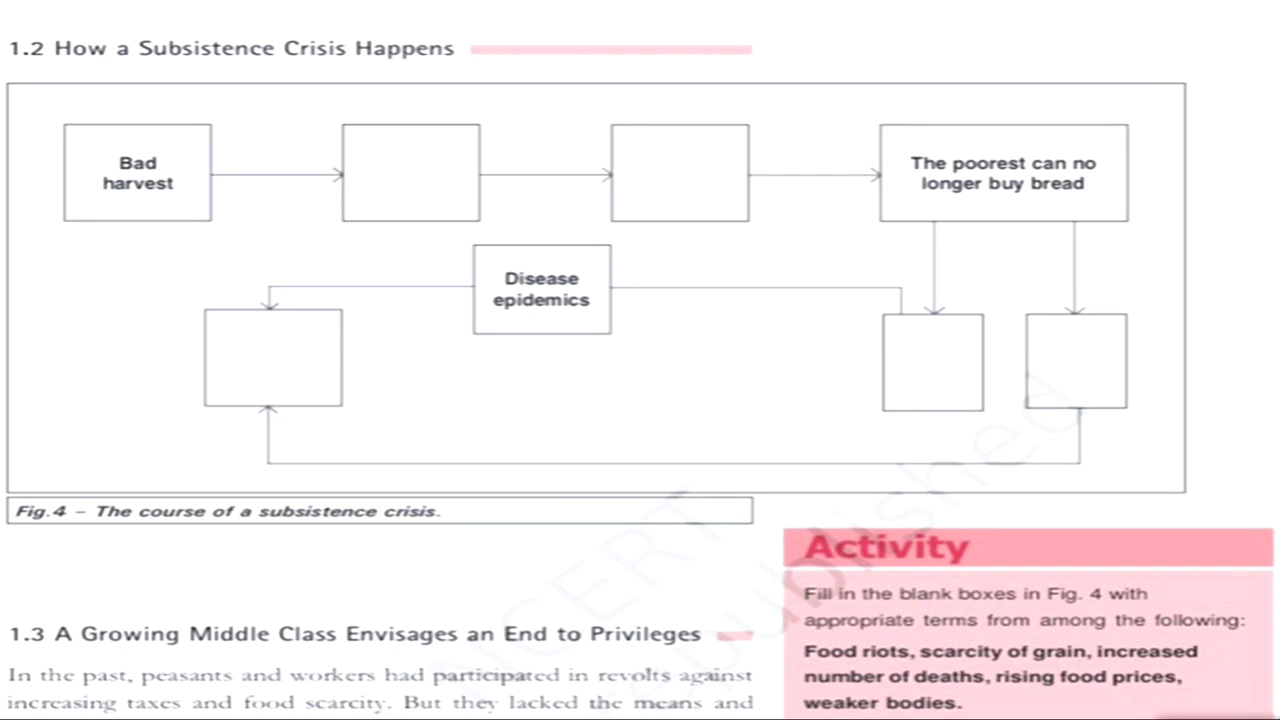 1.2 How a Subsistence Crisis Happens
Bad
harvest
The poorest can no
longer buy bread
Disease
epidemics
Fig.4 – The course of a subsistence crisis.
Activity
Fill in the blank boxes in Fig. 4 with
appropriate terms from among the following:
Food riots, scarcity of grain, increased
number of deaths, rising food prices,
weaker bodies.
1.3 A Growing Middle Class Envisages an End to Privileges
In the past, peasants and workers had participated in revolts against
increasing taxes and food scarcity. But they lacked the means and
NCERT
republished